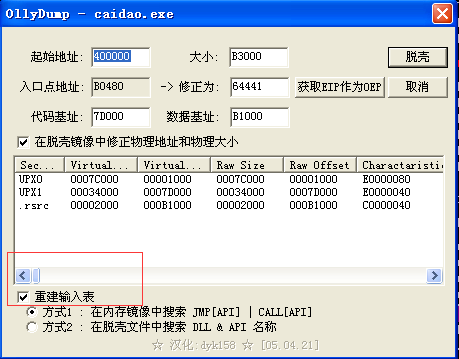 OllyDump - caidao.exe
起始地址: 400000 大小: B3000 脱壳
入口点地址: B0480 -> 修正为: 64441 获取EIP作为OEP 取消
代码基址: 7D000 数据基址: B1000
在脱壳镜像中修正物理地址和物理大小
Sec... Virtual... Virtual... Raw Size Raw Offset Charactaristics
UPX0 0007C000 00001000 0007C000 00001000 E0000080
UPX1 00034000 0007D000 00034000 0007D000 E0000040
.rsrc 00002000 000B1000 00002000 000B1000 C0000040
重建输入表
方式1 : 在内存镜像中搜索 JMP[API] | CALL[API]
方式2 : 在脱壳文件中搜索 DLL & API 名称
☆ 汉化:dyk158 ☆ [05.04.21]